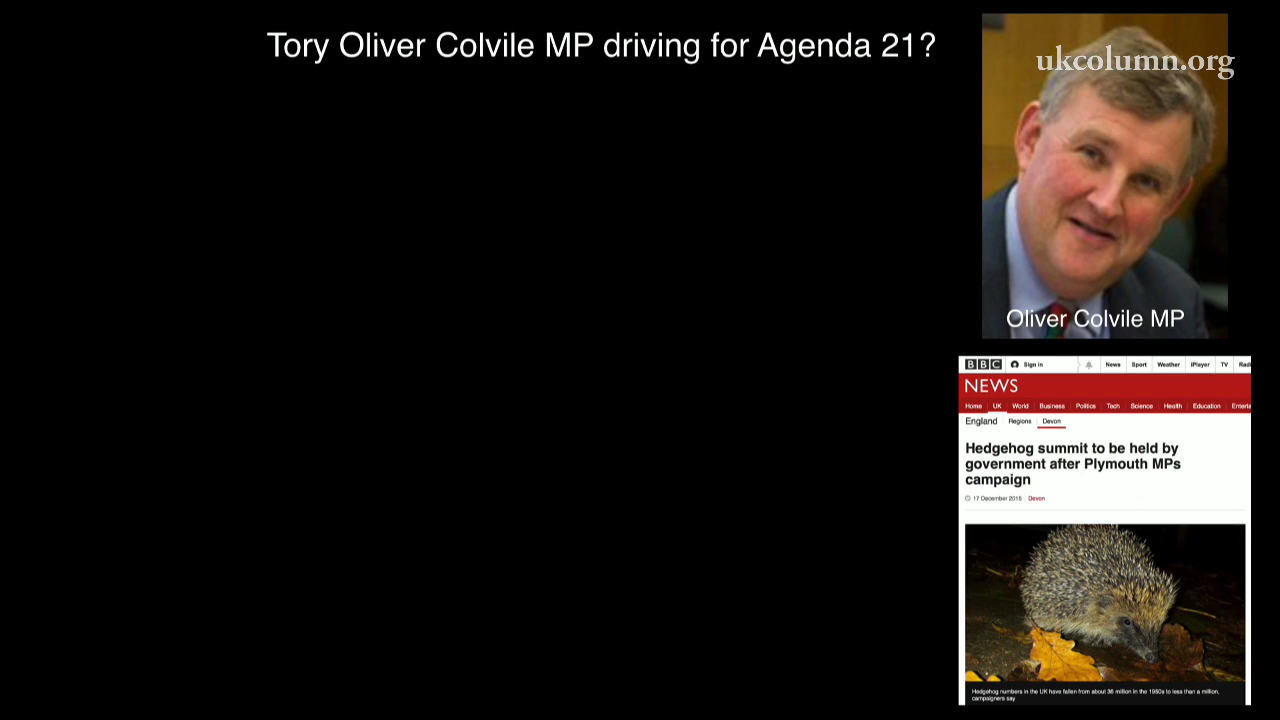 Tory Oliver Colvile MP driving for Agenda 21?
ukcolumn.org
Oliver Colvile MP
BBC Sign in News Sport Weather iPlayer TV Radi
NEWS
Home UK World Business Politics Tech Science Health Education Enterta
England Regions Devon
Hedgehog summit to be held by
government after Plymouth MPs
campaign
17 December 2015 Devon
Hedgehog numbers in the UK have fallen from about 36 million in the 1950s to less than a million,
campaigners say